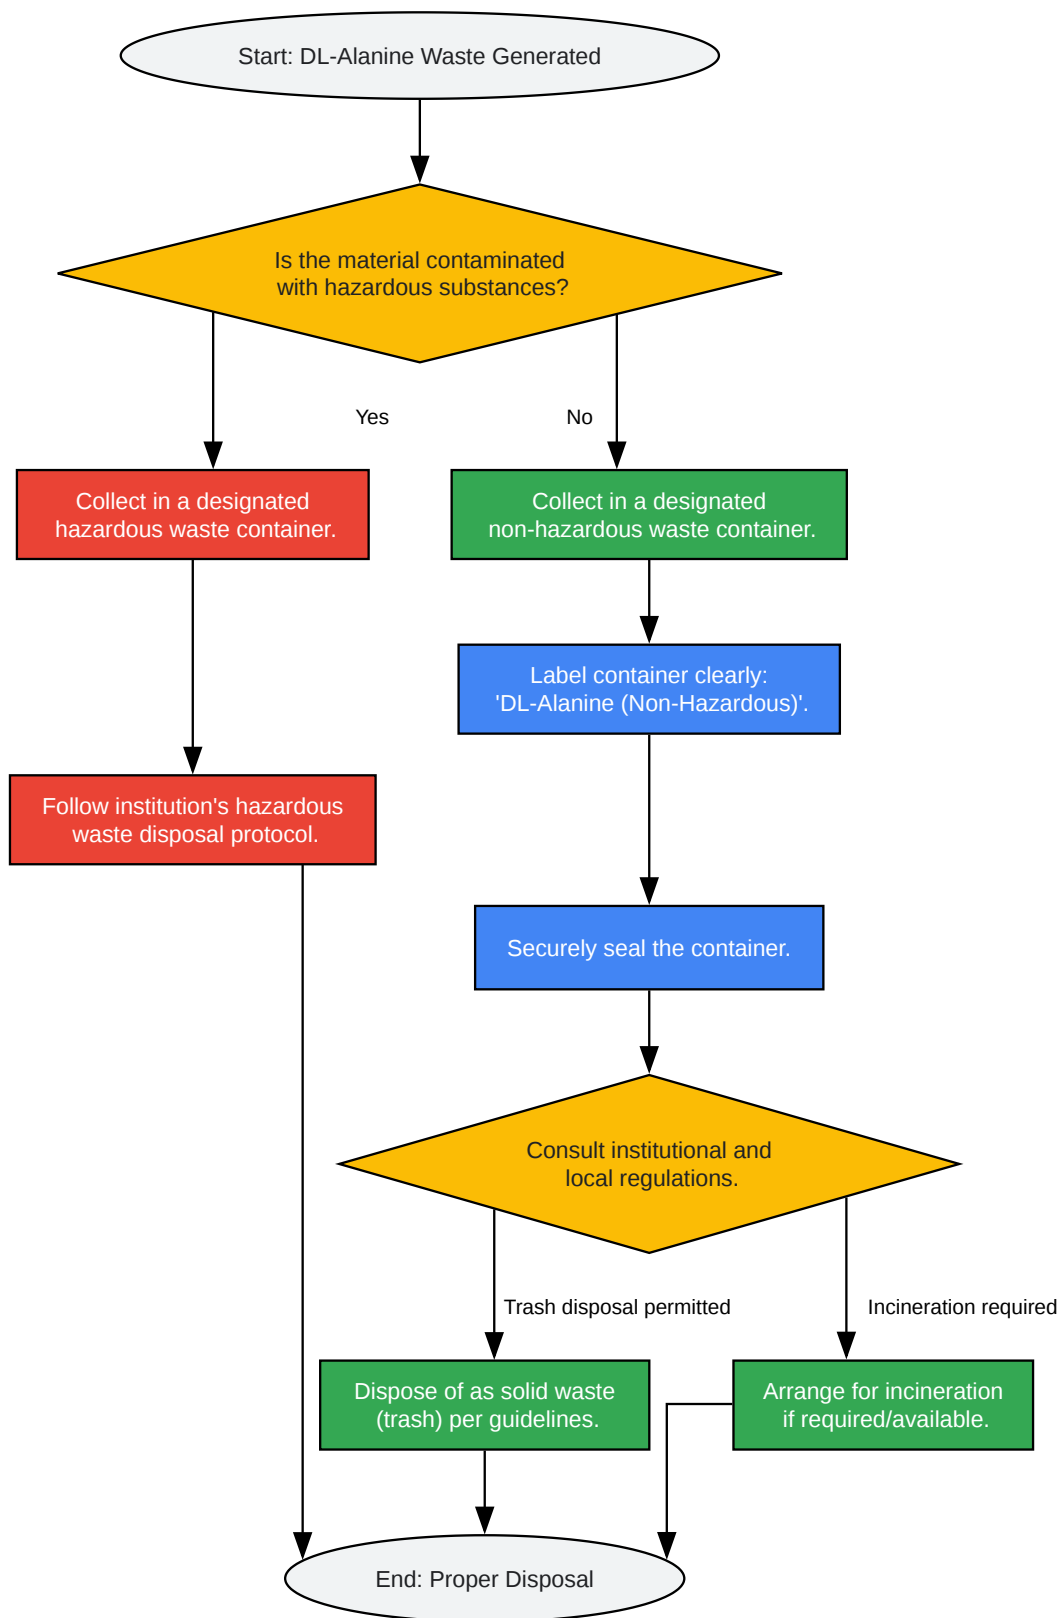 Start: DL-Alanine Waste Generated
Is the material contaminated
with hazardous substances?
Yes
No
Collect in a designated
hazardous waste container.
Collect in a designated
non-hazardous waste container.
Label container clearly:
'DL-Alanine (Non-Hazardous)'.
Follow institution's hazardous
waste disposal protocol.
Securely seal the container.
Consult institutional and
local regulations.
Trash disposal permitted
Incineration required
Dispose of as solid waste
(trash) per guidelines.
Arrange for incineration
if required/available.
End: Proper Disposal